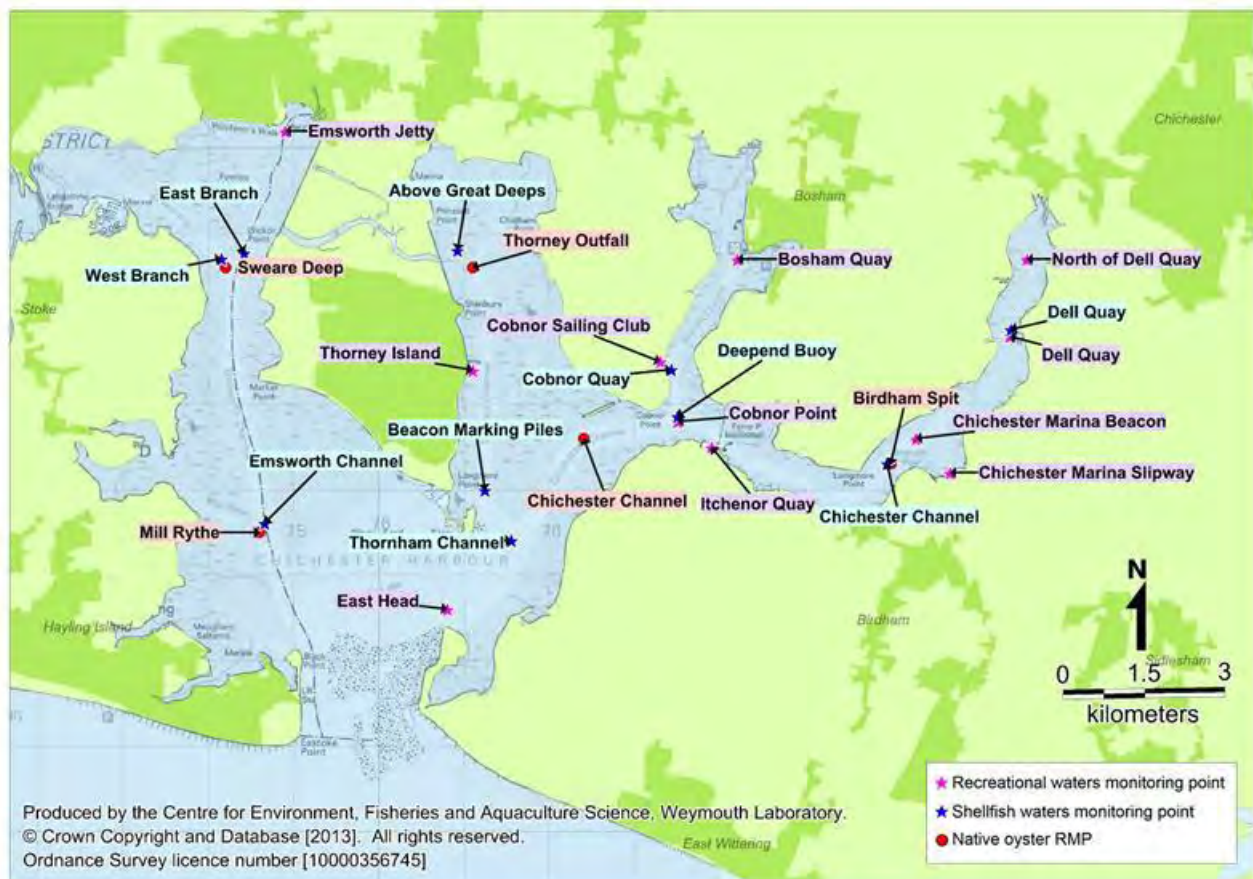 Chichester
Emsworth Jetty
STRICT
East Branch
Above Great Deeps
Bosham
Thorney Outfall
West Branch
Sweare Deep
Bosham Quay
North of Dell Quay
Stoke
Cobnor Sailing Club
Dell Quay
Thorney Island
Deepend Buoy
Dell Quay
Cobnor Quay
Birdham Spit
Cobnor Point
Beacon Marking Piles
Chichester Marina Beacon
Emsworth Channel
Chichester Marina Slipway
Chichester Channel
Itchenor Quay
Chichester Channel
Mill Rythe
Thornham Channel
CHICHESTER HARBOUR
East Head
Hayling Island
Birdham
N
Sidlesham
0 1.5 3
kilometers
Eastoke
Point
Recreational waters monitoring point
Shellfish waters monitoring point
Native oyster RMP
Produced by the Centre for Environment, Fisheries and Aquaculture Science, Weymouth Laboratory.
© Crown Copyright and Database [2013]. All rights reserved.
Ordnance Survey licence number [10000356745]
East Wittering